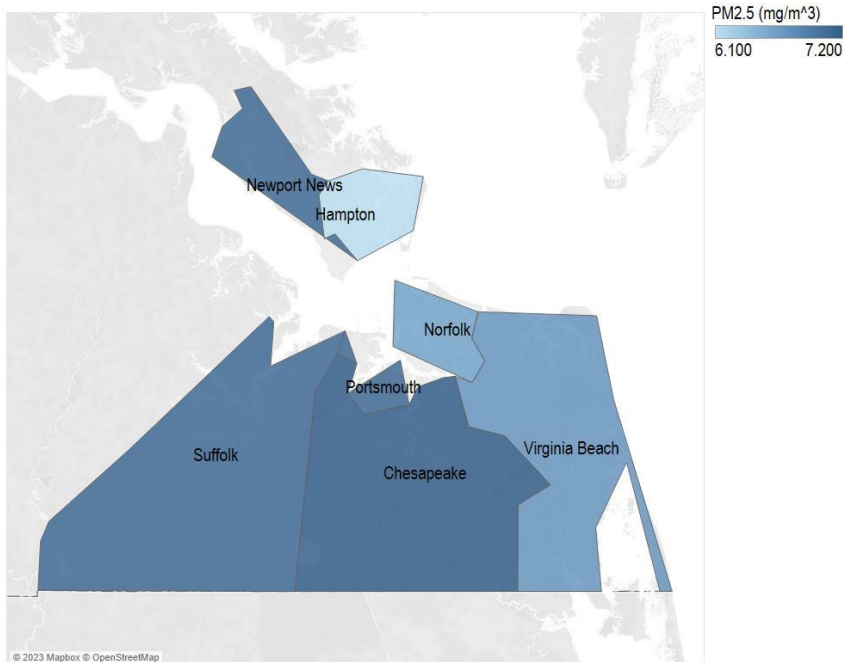 PM2.5 (mg/m^3)
6.100 7.200
Newport News
Hampton
Norfolk
Portsmouth
Virginia Beach
Suffolk
Chesapeake
© 2023 Mapbox © OpenStreetMap